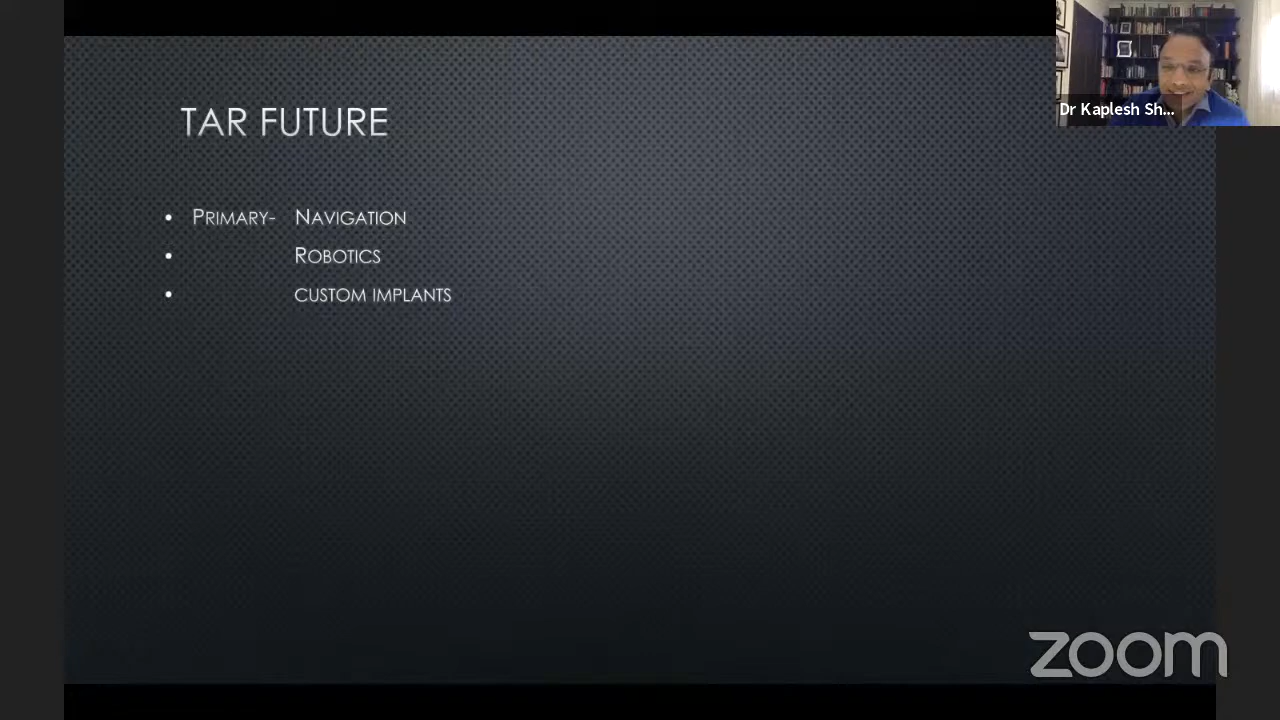 TAR FUTURE
• PRIMARY- NAVIGATION
• ROBOTICS
• CUSTOM IMPLANTS
Dr Kaplesh Sh...
zoom